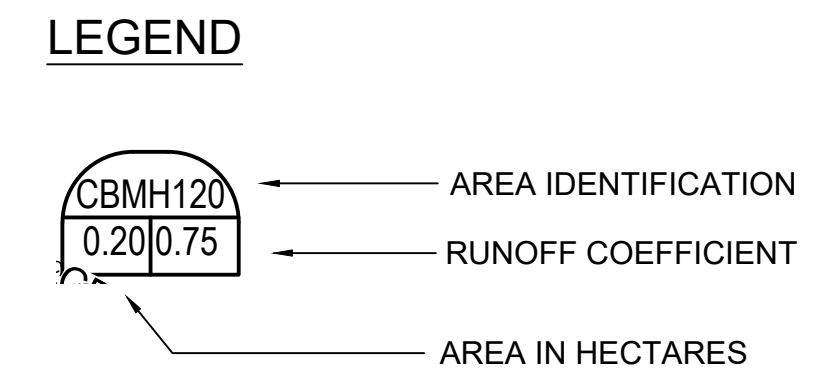 LEGEND
CBMH120
AREA IDENTIFICATION
0.20 0.75
RUNOFF COEFFICIENT
AREA IN HECTARES